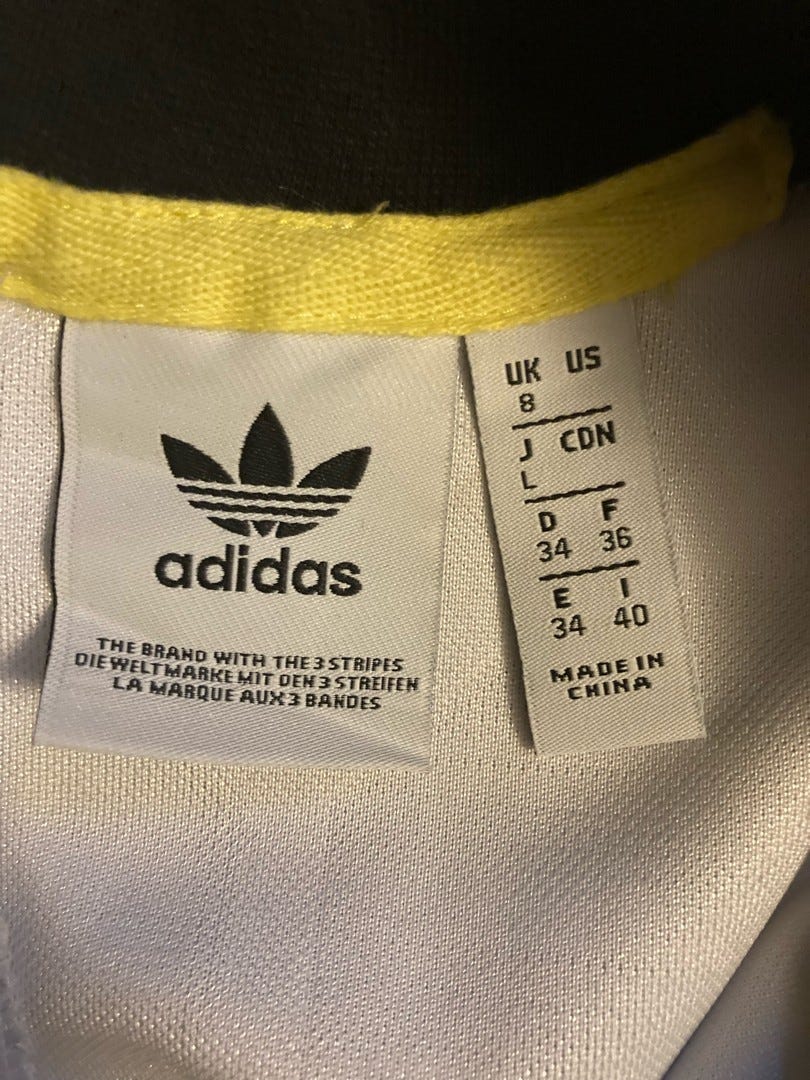 adidas
THE BRAND WITH THE 3 STRIPES
DIE WELTMARKE MIT DEN 3 STREIFEN
LA MARQUE AUX 3 BANDES
UK US
8
J CDN
L
D F
34 36
E I
34 40
MADE IN
CHINA